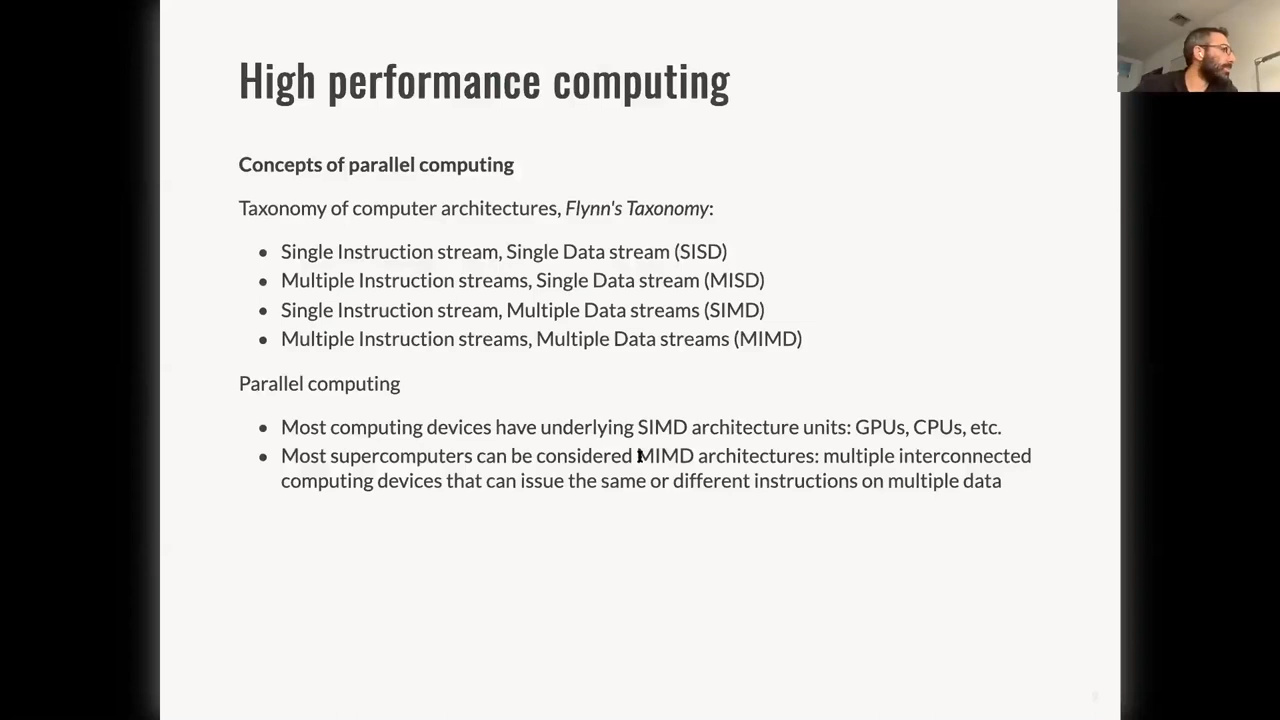 High performance computing
Concepts of parallel computing
Taxonomy of computer architectures, Flynn's Taxonomy:
• Single Instruction stream, Single Data stream (SISD)
• Multiple Instruction streams, Single Data stream (MISD)
• Single Instruction stream, Multiple Data streams (SIMD)
• Multiple Instruction streams, Multiple Data streams (MIMD)
Parallel computing
• Most computing devices have underlying SIMD architecture units: GPUs, CPUs, etc.
• Most supercomputers can be considered MIMD architectures: multiple interconnected
computing devices that can issue the same or different instructions on multiple data